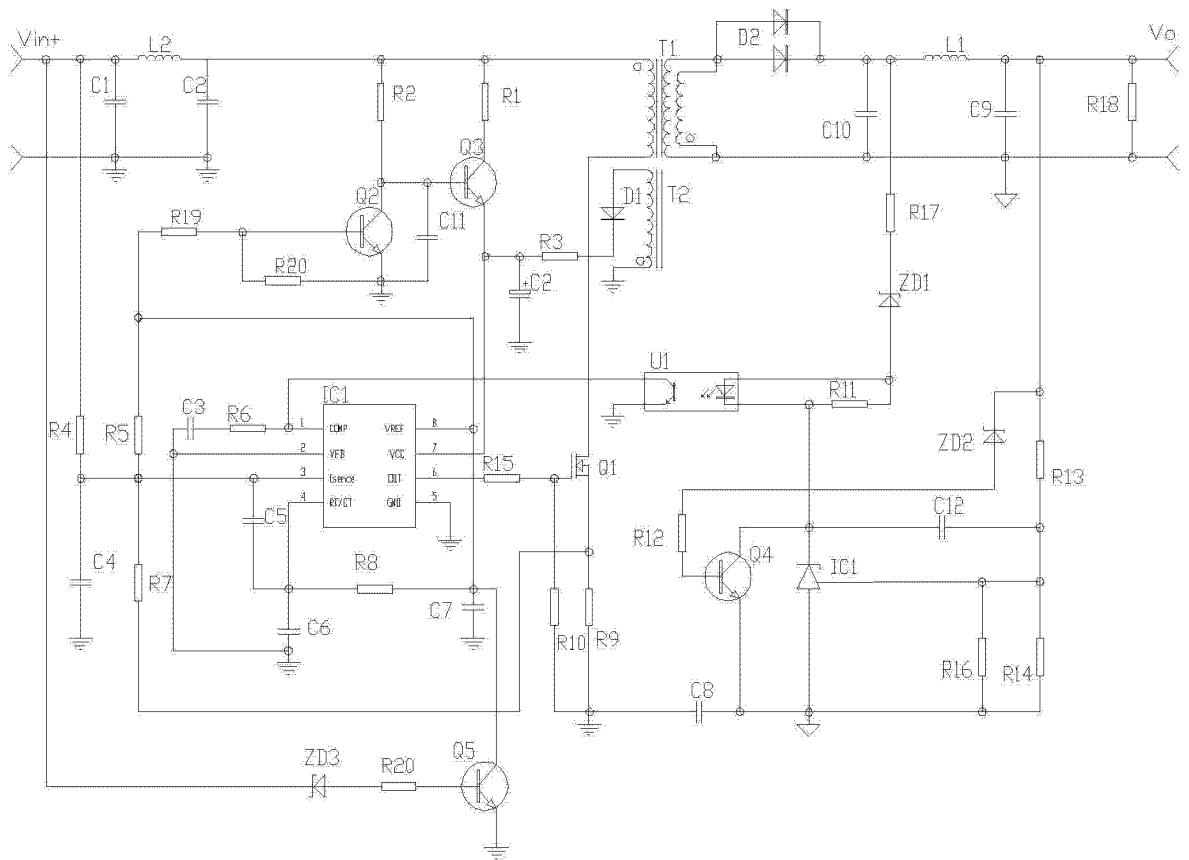 Vin+
L2
T1
D2
L1
Vo
C1
C2
R2
R1
C10
C9
R18
Q3
Q2
C11
D1
T2
R19
R17
R3
R20
C2
ZD1
U1
IC1
R11
C3
R6
R4
R5
1
COMP
VREF
8
2
VFB
VCC
7
3
Isence
OUT
6
4
RT/CT
GND
5
R15
Q1
ZD2
R13
C5
C12
R12
Q4
IC1
C4
R7
R8
C7
C6
R10
R9
R16
R14
C8
ZD3
R20
Q5